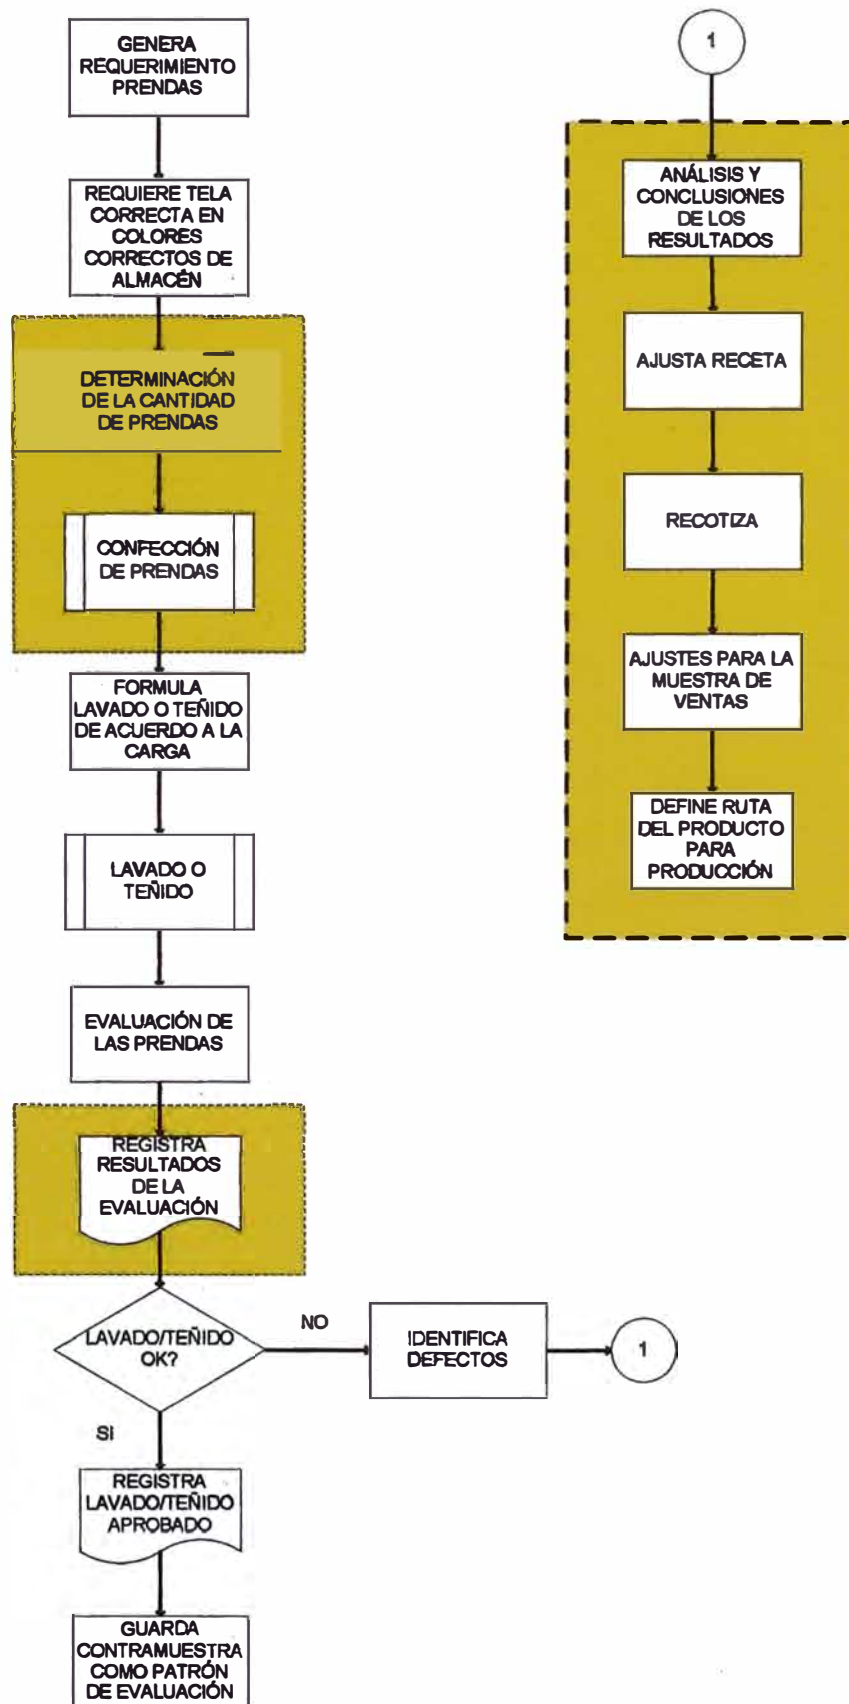 GENERA
REQUERIMIENTO
PRENDAS
REQUIERE TELA
CORRECTA EN
COLORES
CORRECTOS DE
ALMACÉN
DETERMINACIÓN
DE LA CANTIDAD
DE PRENDAS
CONFECCIÓN
DE PRENDAS
FORMULA
LAVADO O TEÑIDO
DE ACUERDO A LA
CARGA
LAVADO O
TEÑIDO
EVALUACIÓN DE
LAS PRENDAS
REGISTRA
RESULTADOS
DE LA
EVALUACIÓN
LAVADO/TEÑIDO
OK?
NO
IDENTIFICA
DEFECTOS
1
SI
REGISTRA
LAVADO/TEÑIDO
APROBADO
GUARDA
CONTRAMUESTRA
COMO PATRÓN
DE EVALUACIÓN
1
ANÁLISIS Y
CONCLUSIONES
DE LOS
RESULTADOS
AJUSTA RECETA
RECOTIZA
AJUSTES PARA LA
MUESTRA DE
VENTAS
DEFINE RUTA
DEL PRODUCTO
PARA
PRODUCCIÓN